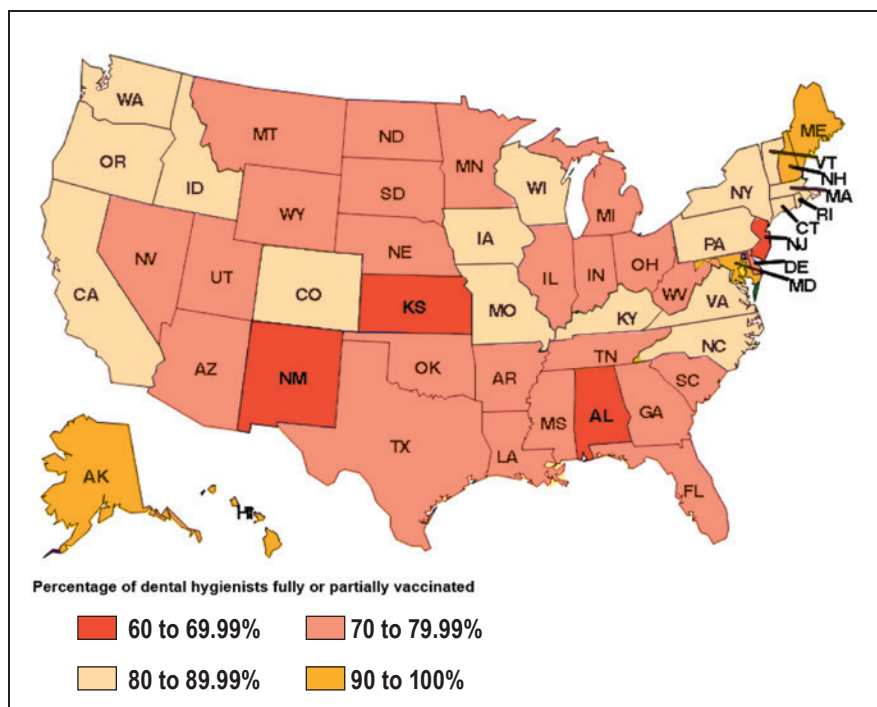 WA
MT
ND
MN
ME
OR
ID
SD
WI
WY
MI
NY
VT
NH
MA
RI
CT
NJ
DE
MD
PA
IA
NE
NV
UT
CO
CA
IL
IN
OH
WV
VA
KS
MO
KY
NC
AZ
NM
OK
AR
TN
SC
TX
LA
MS
AL
GA
FL
AK
HI
Percentage of dental hygienists fully or partially vaccinated
60 to 69.99% 70 to 79.99%
80 to 89.99% 90 to 100%